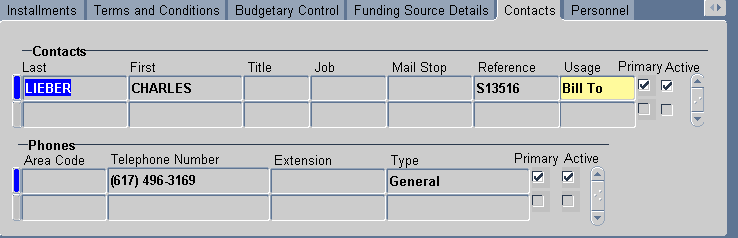 Installments Terms and Conditions Budgetary Control Funding Source Details Contacts Personnel
Contacts
Last First Title Job Mail Stop Reference Usage Primary Active
LIEBER CHARLES S13516 Bill To
Phones
Area Code Telephone Number Extension Type Primary Active
(617) 496-3169 General